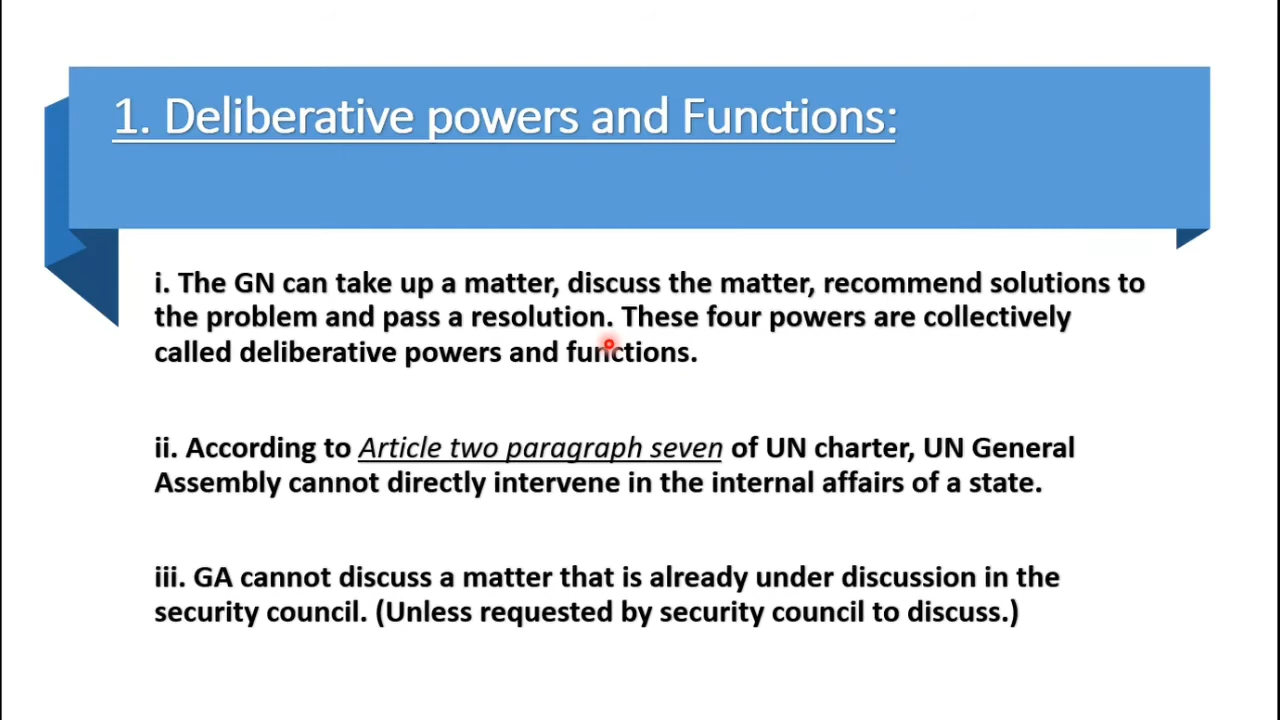 1. Deliberative powers and Functions:
i. The GN can take up a matter, discuss the matter, recommend solutions to
the problem and pass a resolution. These four powers are collectively
called deliberative powers and functions.
ii. According to Article two paragraph seven of UN charter, UN General
Assembly cannot directly intervene in the internal affairs of a state.
iii. GA cannot discuss a matter that is already under discussion in the
security council. (Unless requested by security council to discuss.)